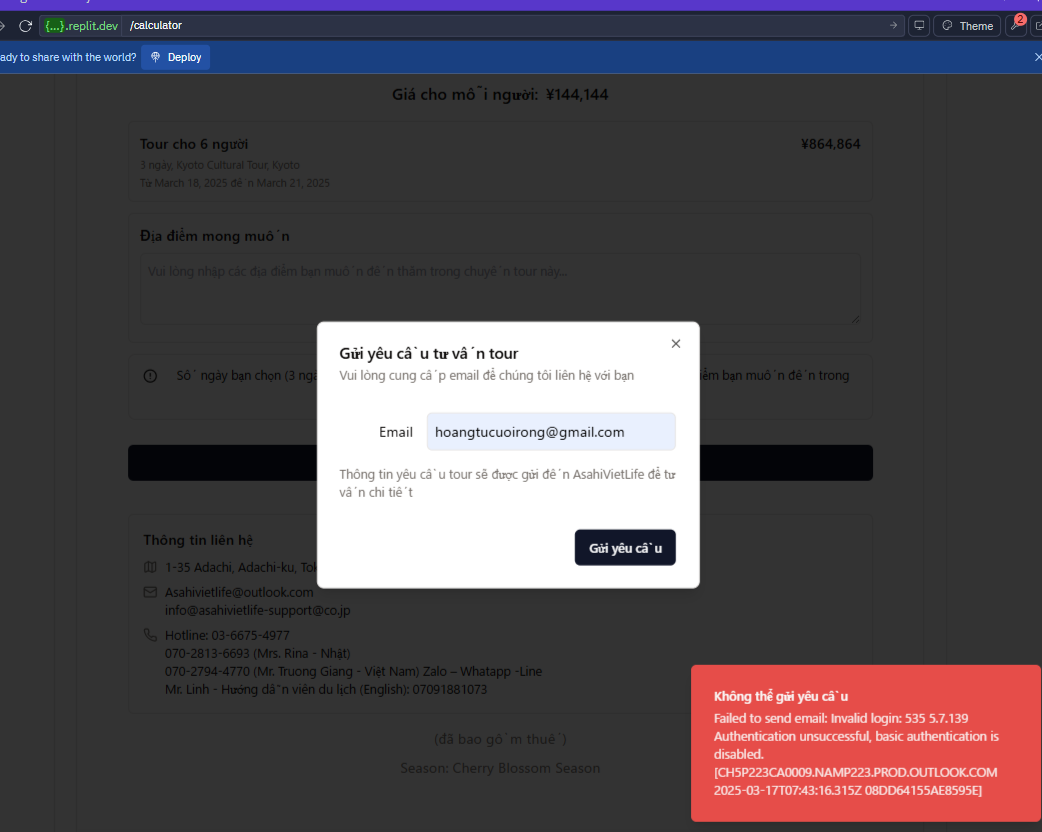 {...}.replit.dev /calculator
Theme
2
ady to share with the world? Deploy
Giá cho mỗi người: ¥144,144
Tour cho 6 người ¥864,864
3 ngày, Kyoto Cultural Tour, Kyoto
Từ March 18, 2025 đến March 21, 2025
Địa điểm mong muốn
Vui lòng nhập các địa điểm bạn muốn đến thăm trong chuyến tour này...
Số ngày bạn chọn (3 ngà
ểm bạn muốn đến trong
Gửi yêu cầu tư vấn tour
Vui lòng cung cấp email để chúng tôi liên hệ với bạn
Email hoangtucuoirong@gmail.com
Thông tin yêu cầu tour sẽ được gửi đến AsahiVietLife để tư
vấn chi tiết
Gửi yêu cầu
Thông tin liên hệ
1-35 Adachi, Adachi-ku, Tok
Asahivietlife@outlook.com
info@asahivietlife-support@co.jp
Hotline: 03-6675-4977
070-2813-6693 (Mrs. Rina - Nhật)
070-2794-4770 (Mr. Truong Giang - Việt Nam) Zalo – Whatapp -Line
Mr. Linh - Hướng dẫn viên du lịch (English): 07091881073
(đã bao gồm thuế)
Season: Cherry Blossom Season
Không thể gửi yêu cầu
Failed to send email: Invalid login: 535 5.7.139
Authentication unsuccessful, basic authentication is
disabled.
[CH5P223CA0009.NAMP223.PROD.OUTLOOK.COM
2025-03-17T07:43:16.315Z 08DD64155AE8595E]